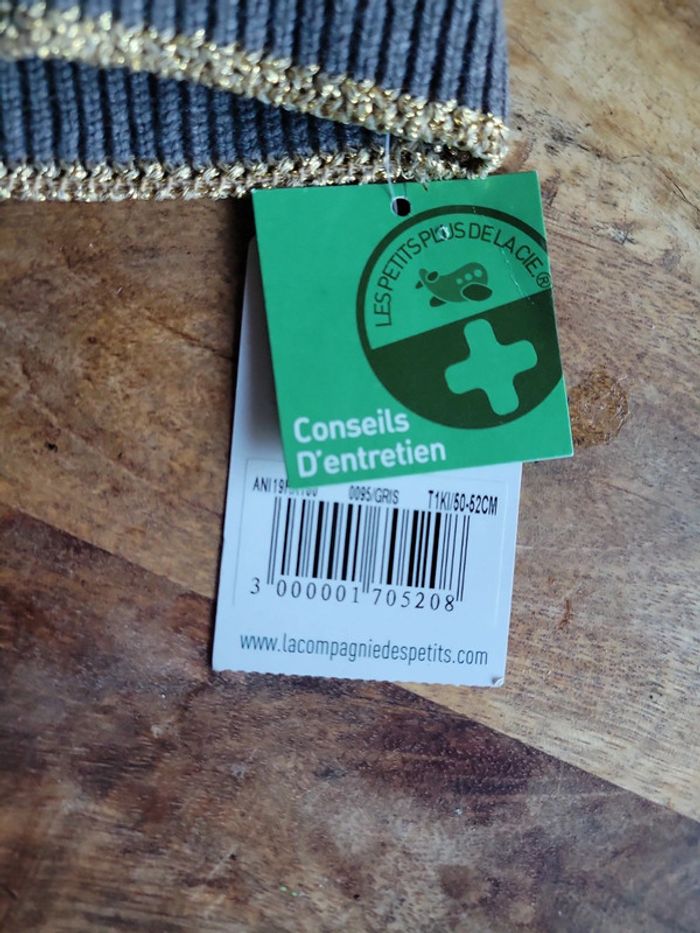 LES PETITS PLUS DE LA CIE.®
Conseils
D'entretien
0095/GRIS T1KI/50-52CM
3 000001 705208
www.lacompagniedespetits.com